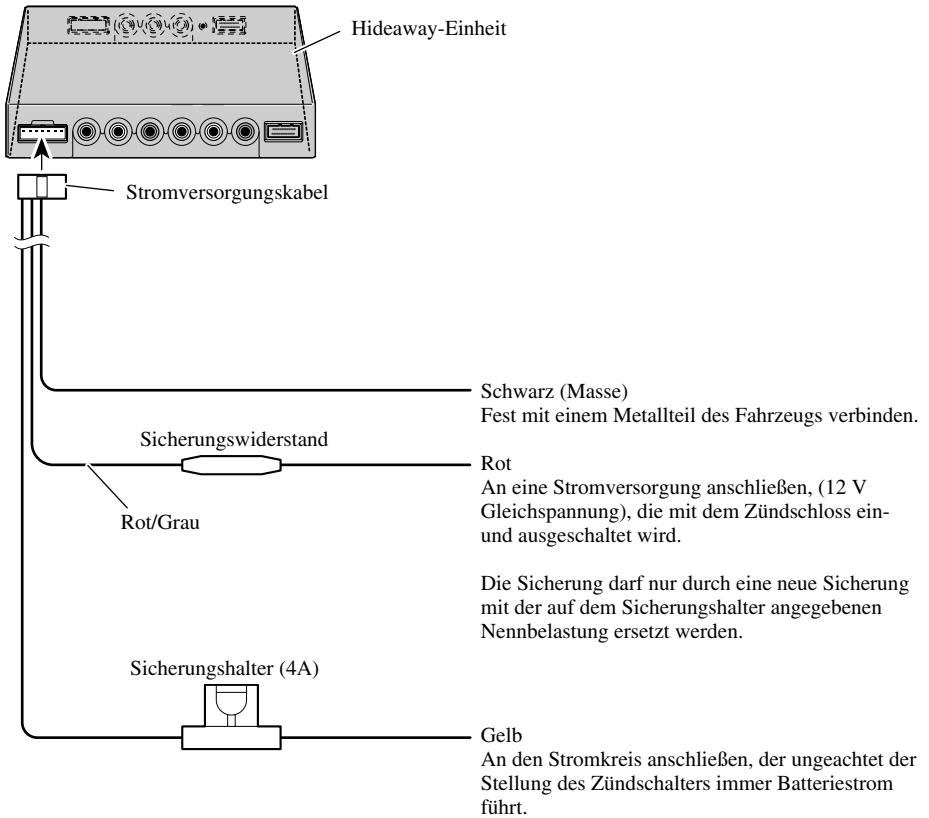 Hideaway-Einheit
Stromversorgungskabel
Schwarz (Masse)
Fest mit einem Metallteil des Fahrzeugs verbinden.
Sicherungswiderstand
Rot
An eine Stromversorgung anschließen, (12 V
Gleichspannung), die mit dem Zündschloss ein-
und ausgeschaltet wird.
Rot/Grau
Die Sicherung darf nur durch eine neue Sicherung
mit der auf dem Sicherungshalter angegebenen
Nennbelastung ersetzt werden.
Sicherungshalter (4A)
Gelb
An den Stromkreis anschließen, der ungeachtet der
Stellung des Zündschalters immer Batteriestrom
führt.